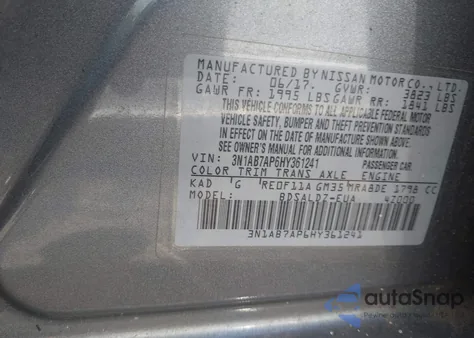 MANUFACTURED BY NISSAN MOTOR CO., LTD.
DATE: 06/17. GVWR: 3823 LBS
GAWR FR: 1995 LBS GAWR RR: 1841 LBS
THIS VEHICLE CONFORMS TO ALL APPLICABLE FEDERAL MOTOR
VEHICLE SAFETY, BUMPER AND THEFT PREVENTION STANDARDS
IN EFFECT ON THE DATE OF MANUFACTURE SHOWN ABOVE.
SEE OWNER'S MANUAL FOR AFTER
VIN: 3N1AB7AP6HY361241 PASSENGER CAR.
COLOR TRIM TRANS AXLE ENGINE
KAD 'G RE0F11A GM35 MRA8DE 1798 CC
MODEL: BDSALDZ-EUA 42000
3N1AB7AP6HY361241
autoSnap